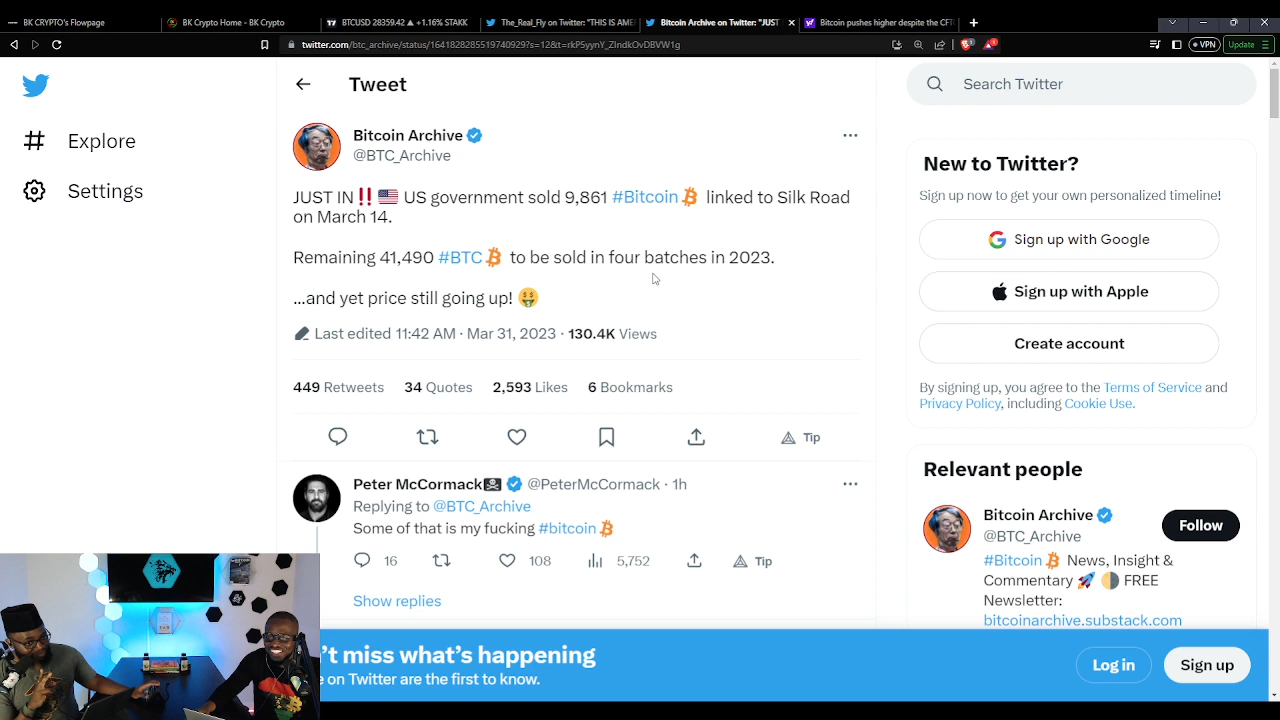 BK CRYPTO's Flowpage
BK Crypto Home - BK Crypto
BTCUSD 28359.42 ▲ +1.16% STAKK
The_Real_Fly on Twitter: "THIS IS AME
Bitcoin Archive on Twitter: "JUST
Bitcoin pushes higher despite the CFT
twitter.com/btc_archive/status/1641828285519740929?s=12&t=rkP5yynY_ZIndkOvDBVW1g
VPN
Update
Tweet
Search Twitter
Explore
Settings
Bitcoin Archive
@BTC_Archive
JUST IN‼️ 🇺🇸 US government sold 9,861 #Bitcoin linked to Silk Road
on March 14.
Remaining 41,490 #BTC to be sold in four batches in 2023.
...and yet price still going up! 🤑
Last edited 11:42 AM · Mar 31, 2023 · 130.4K Views
449 Retweets 34 Quotes 2,593 Likes 6 Bookmarks
Tip
Peter McCormack🏴‍☠️ @PeterMcCormack · 1h
Replying to @BTC_Archive
Some of that is my fucking #bitcoin
16 108 5,752 Tip
Show replies
New to Twitter?
Sign up now to get your own personalized timeline!
Sign up with Google
Sign up with Apple
Create account
By signing up, you agree to the Terms of Service and
Privacy Policy, including Cookie Use.
Relevant people
Bitcoin Archive
@BTC_Archive
Follow
#Bitcoin News, Insight &
Commentary 🚀 🌗 FREE
Newsletter:
bitcoinarchive.substack.com
't miss what's happening
e on Twitter are the first to know.
Log in
Sign up